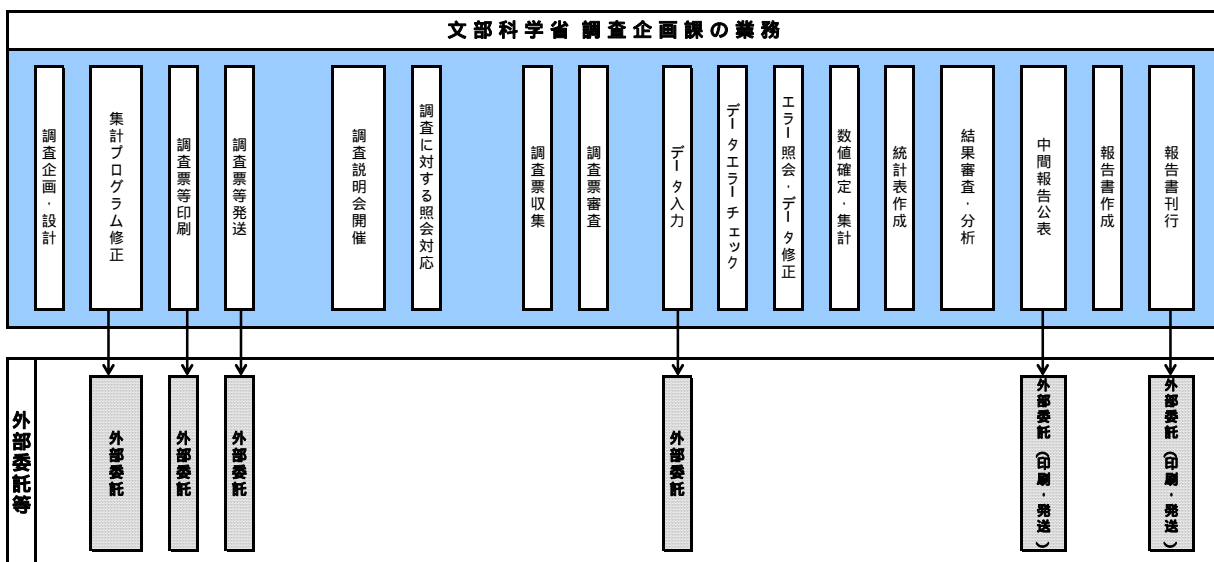 文部科学省 調査企画課の業務
調査企画・設計
集計プログラム修正
調査票等印刷
調査票等発送
調査説明会開催
調査に対する照会対応
調査票収集
調査票審査
データ入力
データエラーチェック
エラー照会・データ修正
数値確定・集計
統計表作成
結果審査・分析
中間報告公表
報告書作成
報告書刊行
外部委託等
外部委託
外部委託
外部委託
外部委託
外部委託（印刷・発送）
外部委託（印刷・発送）